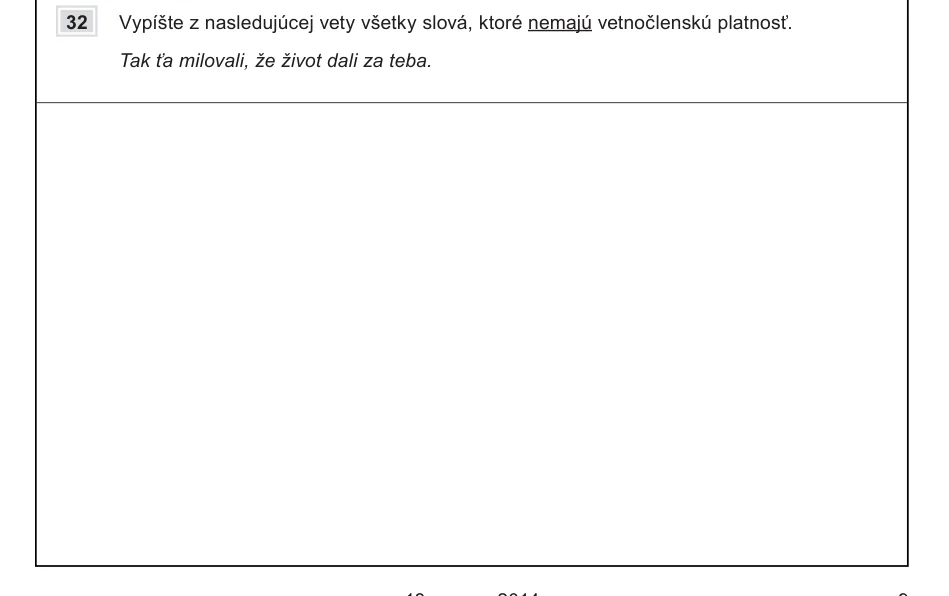 32 Vypíšte z nasledujúcej vety všetky slová, ktoré nemajú vetnočlenskú platnosť.
Tak ťa milovali, že život dali za teba.